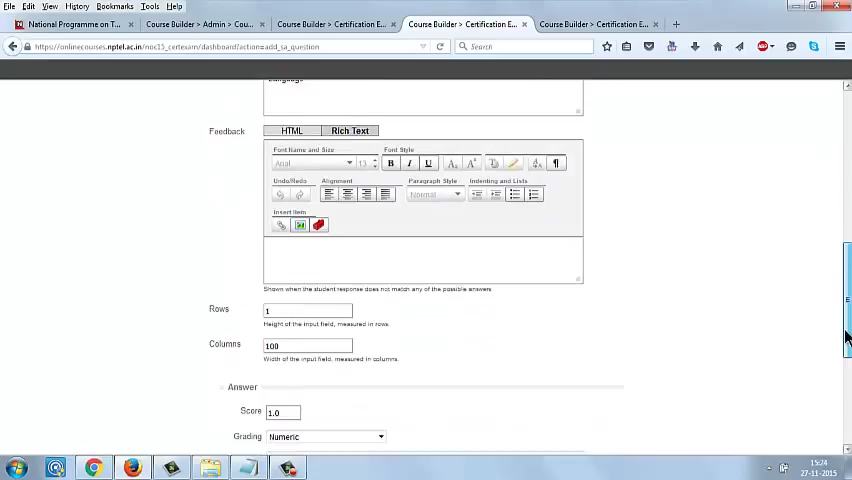 File Edit View History Bookmarks Tools Help
National Programme on T... Course Builder > Admin > Cou... Course Builder > Certification E... Course Builder > Certification E... Course Builder > Certification E...
https://onlinecourses.nptel.ac.in/noc15_certexam/dashboard?action=add_sa_question Search
Language
Feedback HTML Rich Text
Font Name and Size Font Style
Arial 13 B I U
Undo/Redo Alignment Paragraph Style Indenting and Lists
Normal
Insert Item
Shown when the student response does not match any of the possible answers
Rows 1
Height of the input field, measured in rows.
Columns 100
Width of the input field, measured in columns.
Answer
Score 1.0
Grading Numeric
15:24
27-11-2015